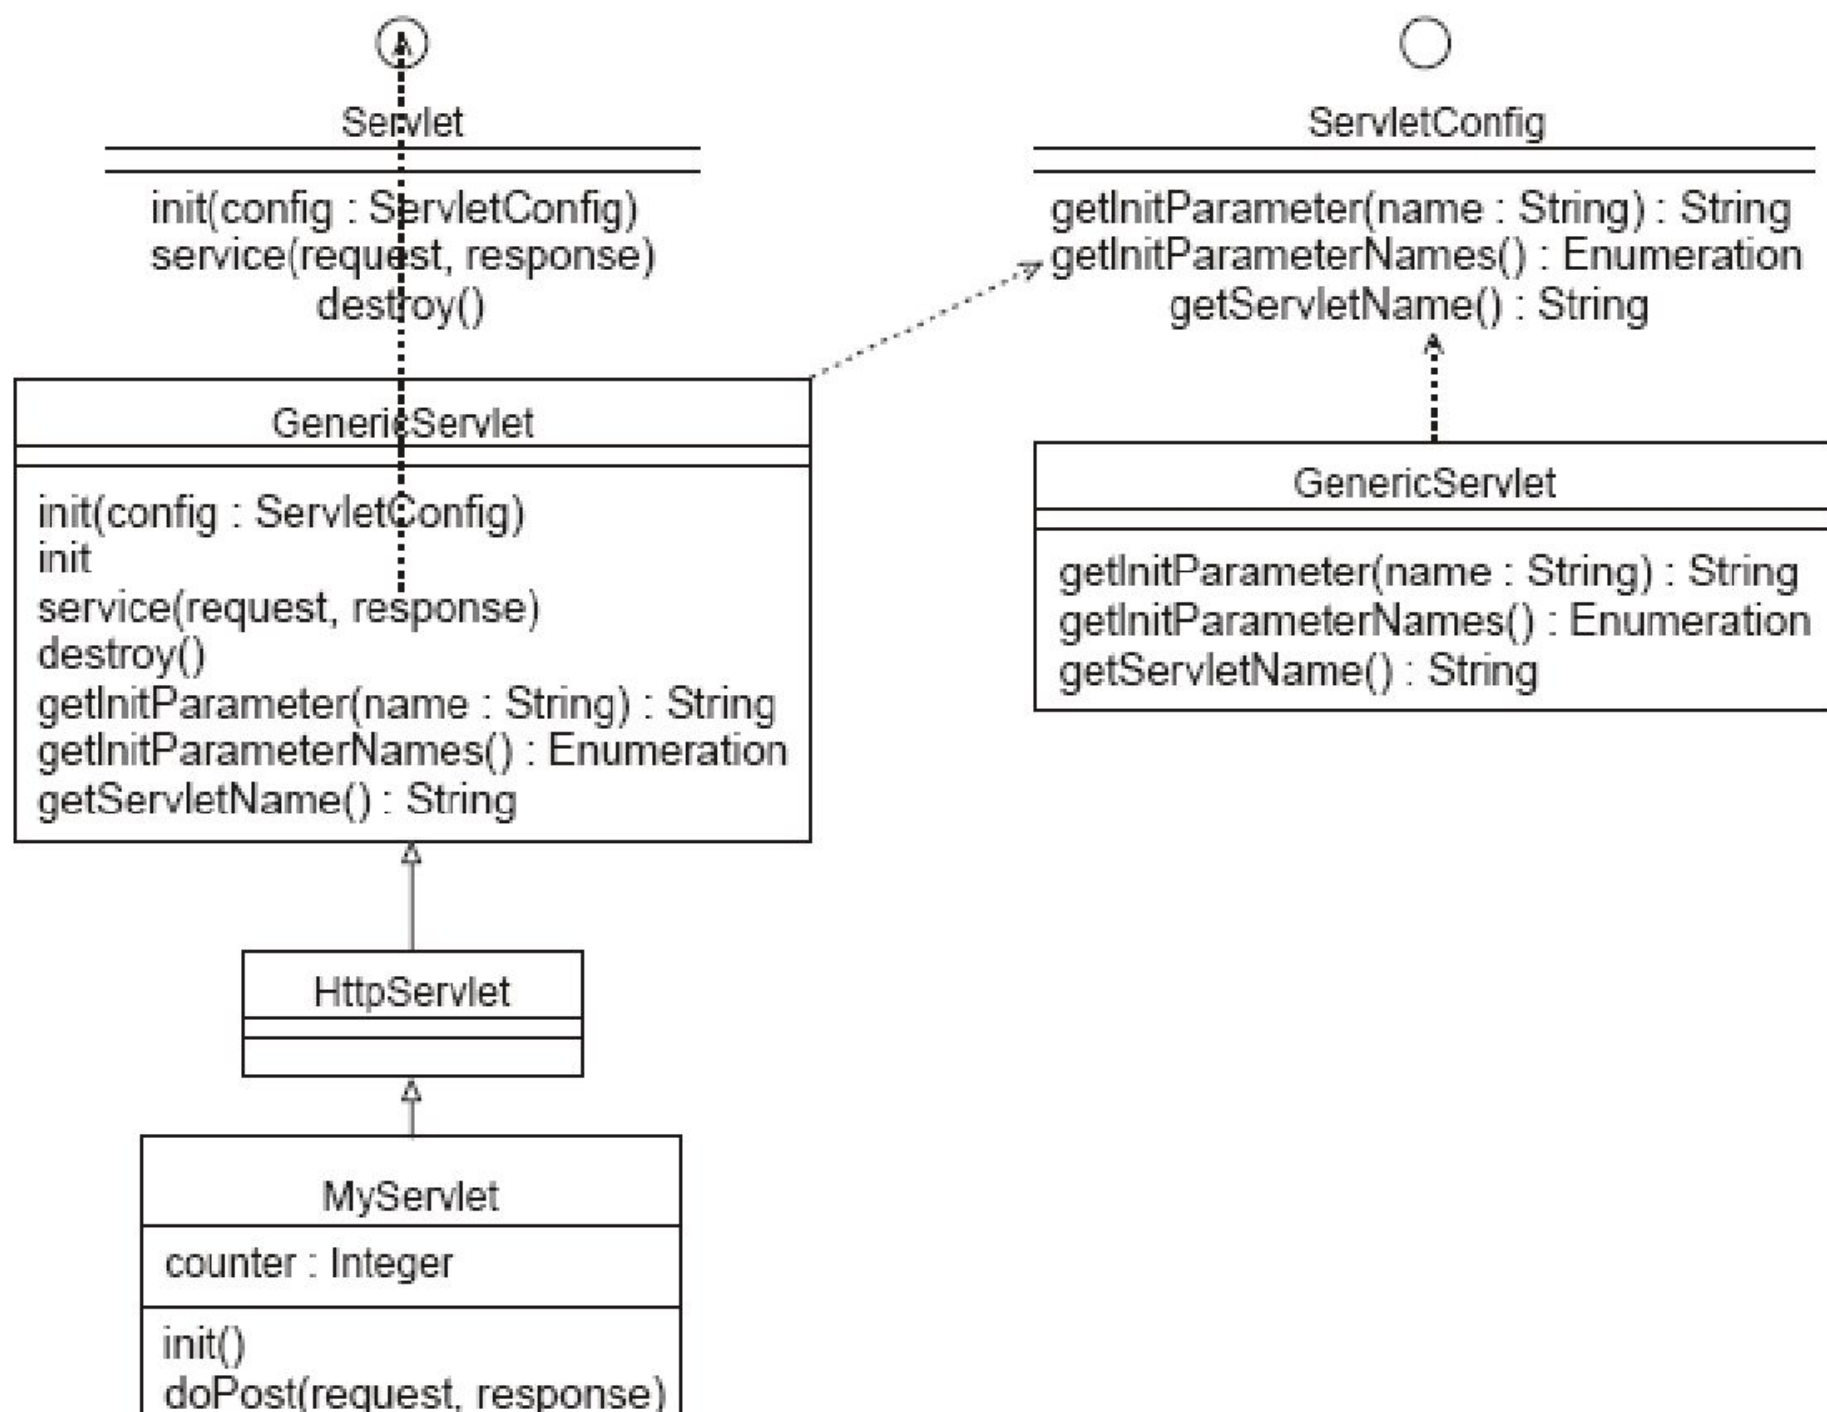 Servlet
init(config : ServletConfig)
service(request, response)
destroy()
ServletConfig
getInitParameter(name : String) : String
getInitParameterNames() : Enumeration
getServletName() : String
GenericServlet
init(config : ServletConfig)
init
service(request, response)
destroy()
getInitParameter(name : String) : String
getInitParameterNames() : Enumeration
getServletName() : String
GenericServlet
getInitParameter(name : String) : String
getInitParameterNames() : Enumeration
getServletName() : String
HttpServlet
MyServlet
counter : Integer
init()
doPost(request, response)